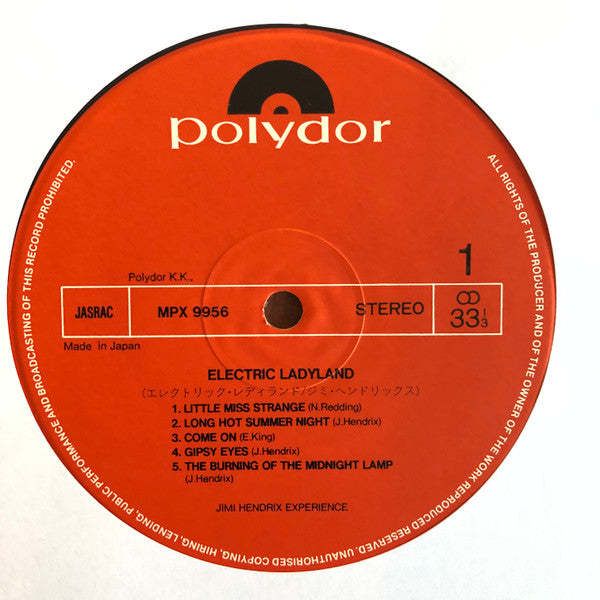 polydor
1
Polydor K.K.,
JASRAC MPX 9956 STEREO 33 1/3
Made in Japan
ELECTRIC LADYLAND
(エレクトリック・レディランド/ジミ・ヘンドリックス)
1. LITTLE MISS STRANGE (N.Redding)
2. LONG HOT SUMMER NIGHT (J.Hendrix)
3. COME ON (E.King)
4. GIPSY EYES (J.Hendrix)
5. THE BURNING OF THE MIDNIGHT LAMP
(J.Hendrix)
JIMI HENDRIX EXPERIENCE
ALL RIGHTS OF THE PRODUCER AND OF THE OWNER OF THE WORK REPRODUCED RESERVED. UNAUTHORISED COPYING, HIRING, LENDING, PUBLIC PERFORMANCE AND BROADCASTING OF THIS RECORD PROHIBITED.